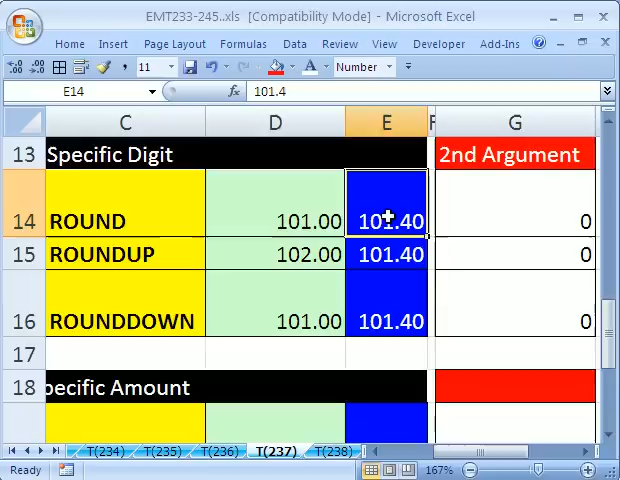 EMT233-245..xls [Compatibility Mode] - Microsoft Excel
Home Insert Formulas Data Review View Developer Add-Ins
11 Number
E14 fx 101.4
C D E F G
13 Specific Digit 2nd Argument
14 ROUND 101.00 101.40 0
15 ROUNDUP 102.00 101.40 0
16 ROUNDDOWN 101.00 101.40 0
17
18 pecific Amount
T(234) T(235) T(236) T(237) T(238)
Ready 167%